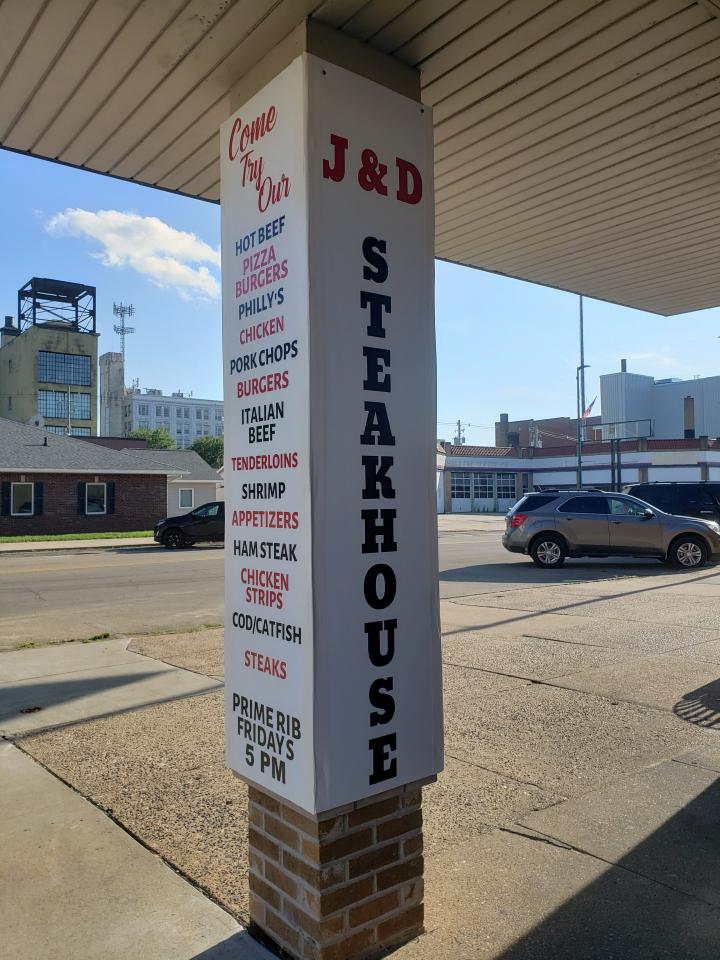 Come
Try
Our
HOT BEEF
PIZZA
BURGERS
PHILLY'S
CHICKEN
PORK CHOPS
BURGERS
ITALIAN
BEEF
TENDERLOINS
SHRIMP
APPETIZERS
HAM STEAK
CHICKEN
STRIPS
COD/CATFISH
STEAKS
PRIME RIB
FRIDAYS
5 PM
J & D
STEAKHOUSE